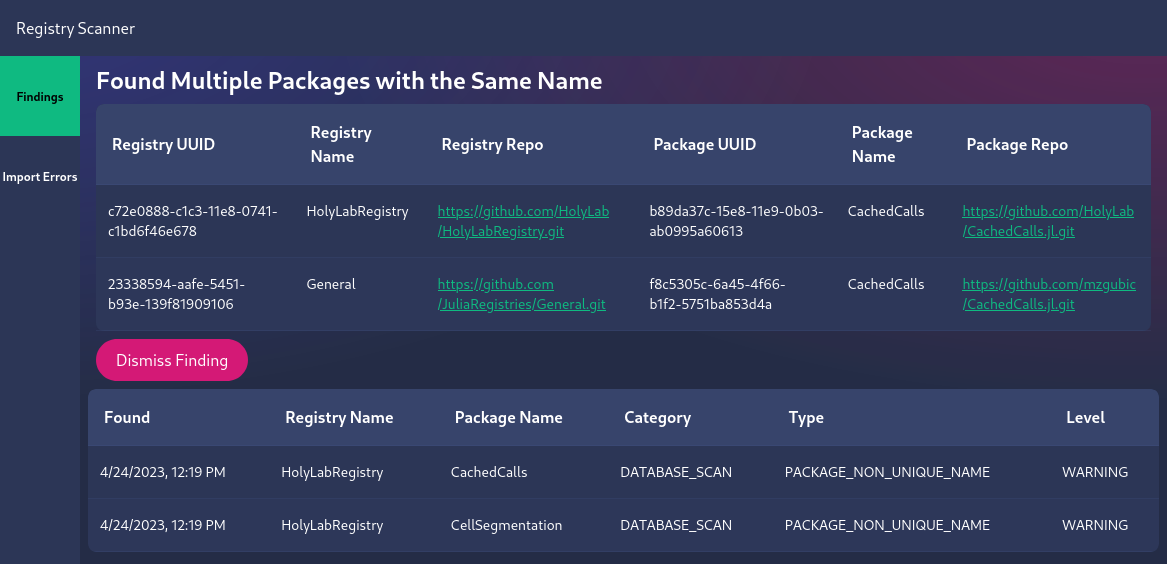 Registry Scanner
Findings
Import Errors
Found Multiple Packages with the Same Name
Registry UUID
Registry
Name
Registry Repo
Package UUID
Package
Name
Package Repo
c72e0888-c1c3-11e8-0741-
c1bd6f46e678
HolyLabRegistry
https://github.com/HolyLab
/HolyLabRegistry.git
b89da37c-15e8-11e9-0b03-
ab0995a60613
CachedCalls
https://github.com/HolyLab
/CachedCalls.jl.git
23338594-aafe-5451-
b93e-139f81909106
General
https://github.com
/JuliaRegistries/General.git
f8c5305c-6a45-4f66-
b1f2-5751ba853d4a
CachedCalls
https://github.com/mzgubic
/CachedCalls.jl.git
Dismiss Finding
Found Registry Name Package Name Category Type Level
4/24/2023, 12:19 PM HolyLabRegistry CachedCalls DATABASE_SCAN PACKAGE_NON_UNIQUE_NAME WARNING
4/24/2023, 12:19 PM HolyLabRegistry CellSegmentation DATABASE_SCAN PACKAGE_NON_UNIQUE_NAME WARNING